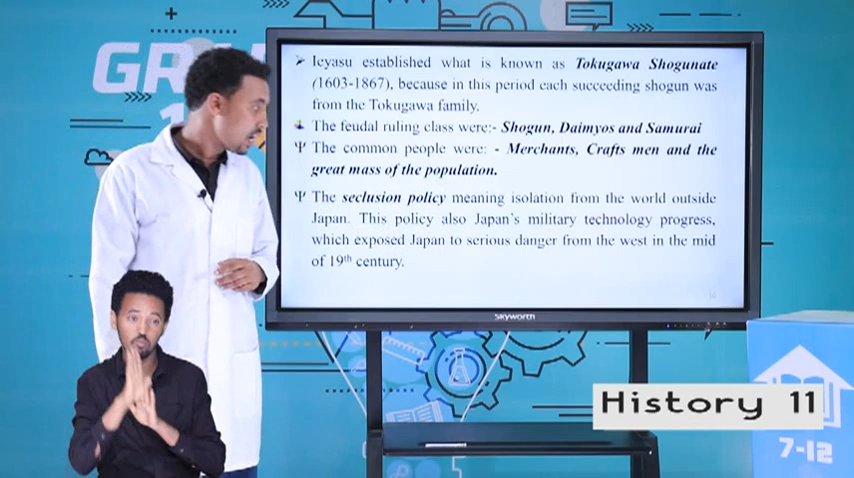 GR
➤ Ieyasu established what is known as Tokugawa Shogunate
(1603-1867), because in this period each succeeding shogun was
from the Tokugawa family.
The feudal ruling class were:- Shogun, Daimyos and Samurai
Ψ The common people were: - Merchants, Crafts men and the
great mass of the population.
Ψ The seclusion policy meaning isolation from the world outside
Japan. This policy also Japan's military technology progress,
which exposed Japan to serious danger from the west in the mid
of 19th century.
Skyworth
History 11
7-12